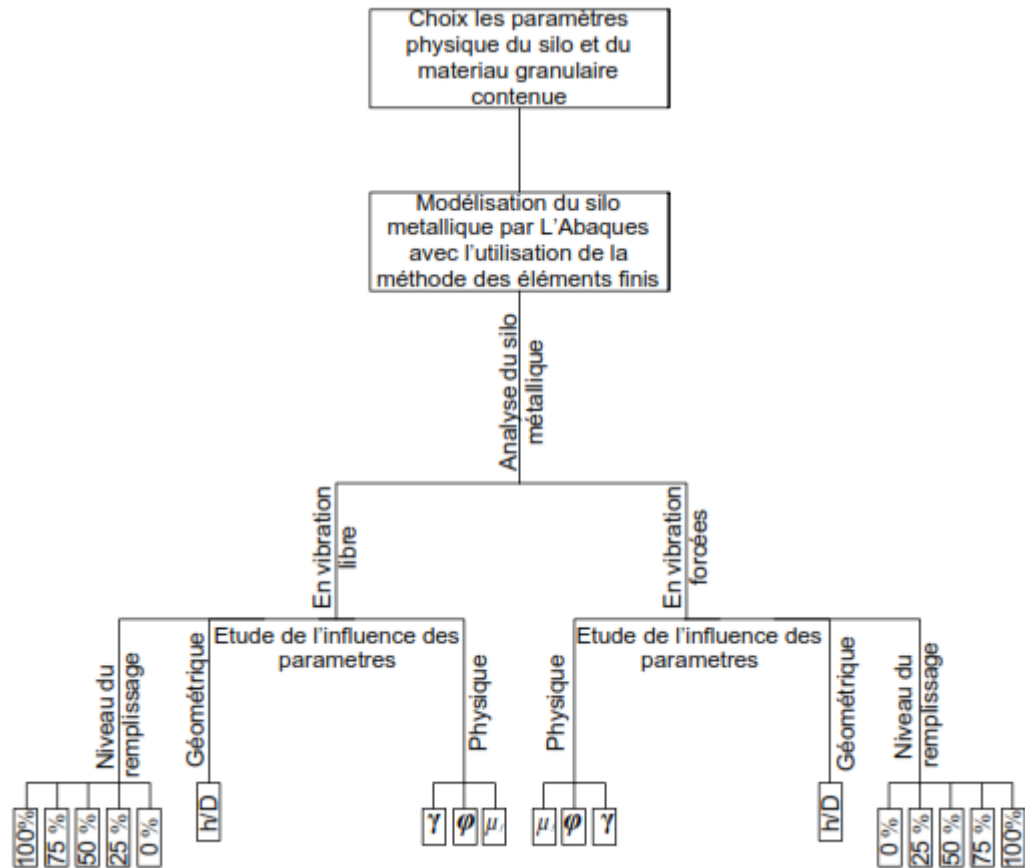 Choix les paramètres
physique du silo et du
materiau granulaire
contenue
Modélisation du silo
metallique par L'Abaques
avec l'utilisation de la
méthode des éléments finis
Analyse du silo
métallique
En vibration
libre
En vibration
forcées
Etude de l'influence des
parametres
Etude de l'influence des
parametres
Niveau du
remplissage
Géométrique
Physique
Physique
Géométrique
Niveau du
remplissage
100%
75 %
50 %
25 %
0 %
h/D
γ
φ
μ
μ
φ
γ
h/D
0 %
25 %
50 %
75 %
100%